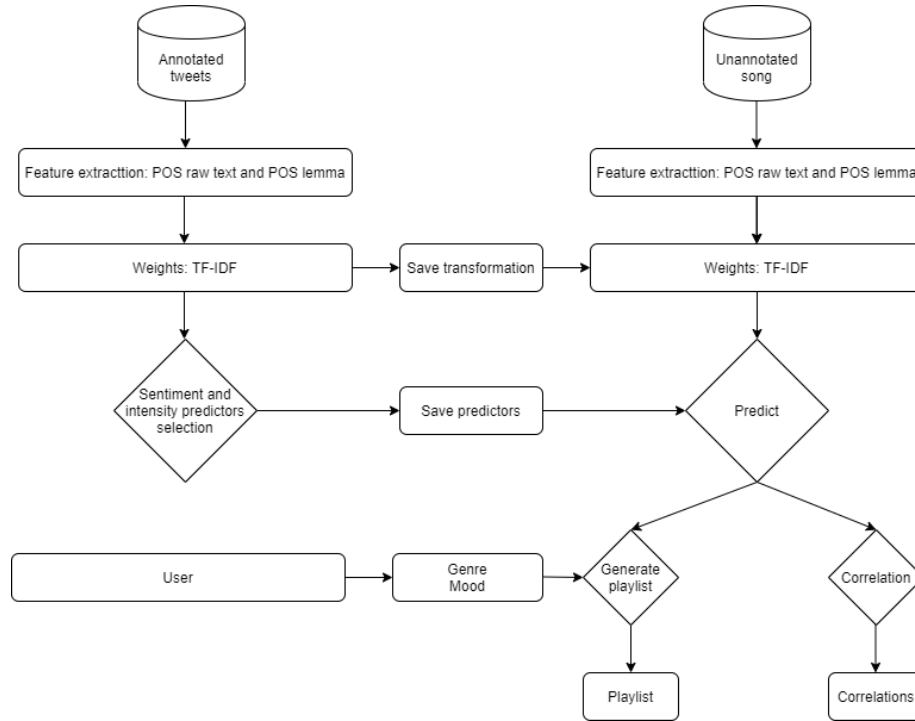 Annotated
tweets
Unannotated
song
Feature extracttion: POS raw text and POS lemma
Feature extracttion: POS raw text and POS lemma
Weights: TF-IDF
Save transformation
Weights: TF-IDF
Sentiment and
intensity predictors
selection
Save predictors
Predict
User
Genre
Mood
Generate
playlist
Correlation
Playlist
Correlations